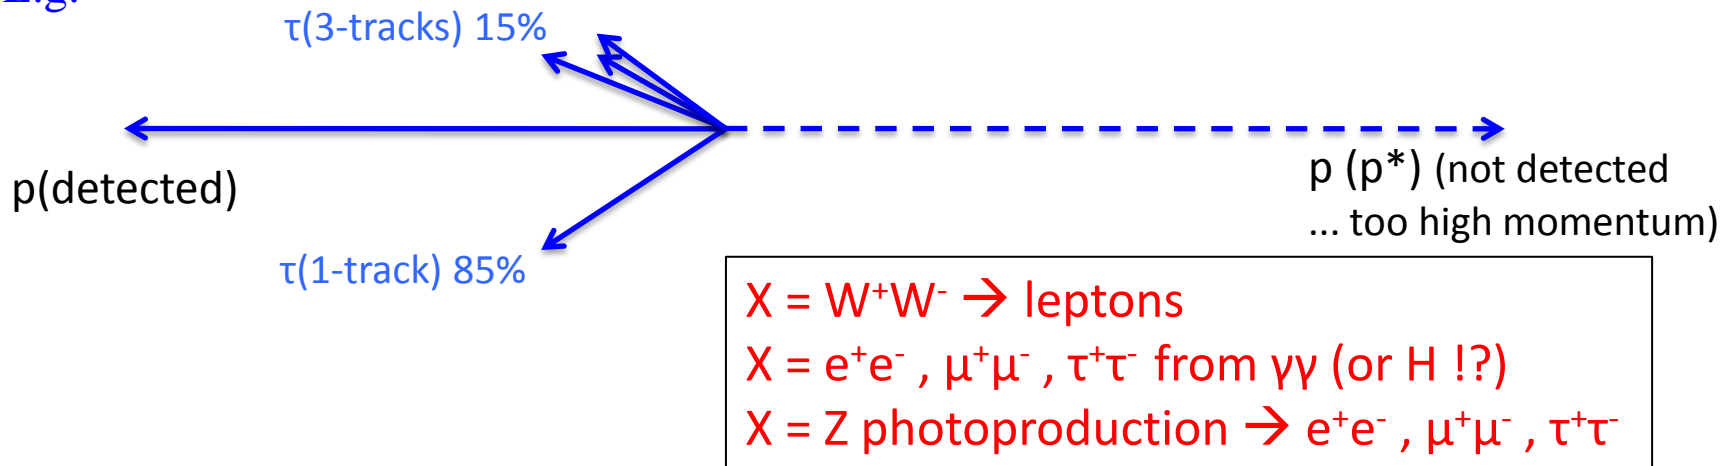 E.g.
τ(3-tracks) 15%
p(detected)
p (p*) (not detected
... too high momentum)
τ(1-track) 85%
X = W⁺W⁻ → leptons
X = e⁺e⁻ , μ⁺μ⁻ , τ⁺τ⁻ from γγ (or H !?)
X = Z photoproduction → e⁺e⁻ , μ⁺μ⁻ , τ⁺τ⁻